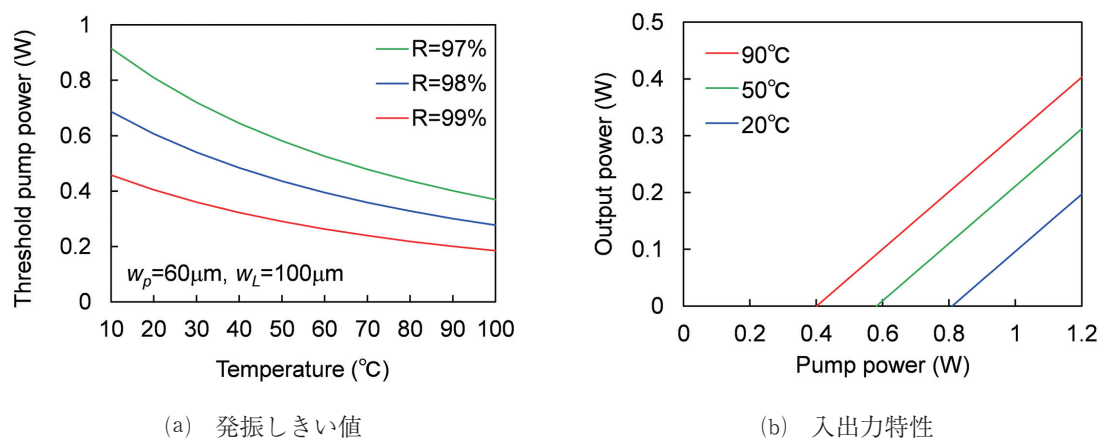 Threshold pump power (W)
1
0.8
0.6
0.4
0.2
0
R=97%
R=98%
R=99%
wp=60μm, wL=100μm
10 20 30 40 50 60 70 80 90 100
Temperature (℃)
(a) 発振しきい値
Output power (W)
0.5
0.4
0.3
0.2
0.1
0
90℃
50℃
20℃
0 0.2 0.4 0.6 0.8 1 1.2
Pump power (W)
(b) 入出力特性